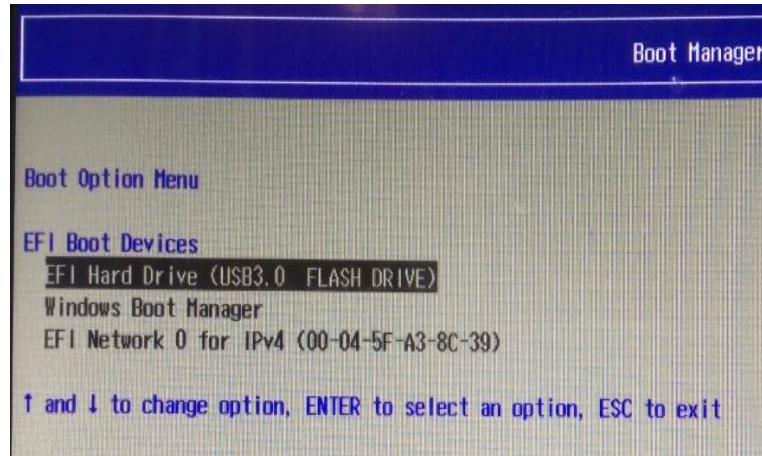 Boot Manager
Boot Option Menu
EFI Boot Devices
EFI Hard Drive (USB3.0 FLASH DRIVE)
Windows Boot Manager
EFI Network 0 for IPv4 (00-04-5F-A3-8C-39)
↑ and ↓ to change option, ENTER to select an option, ESC to exit